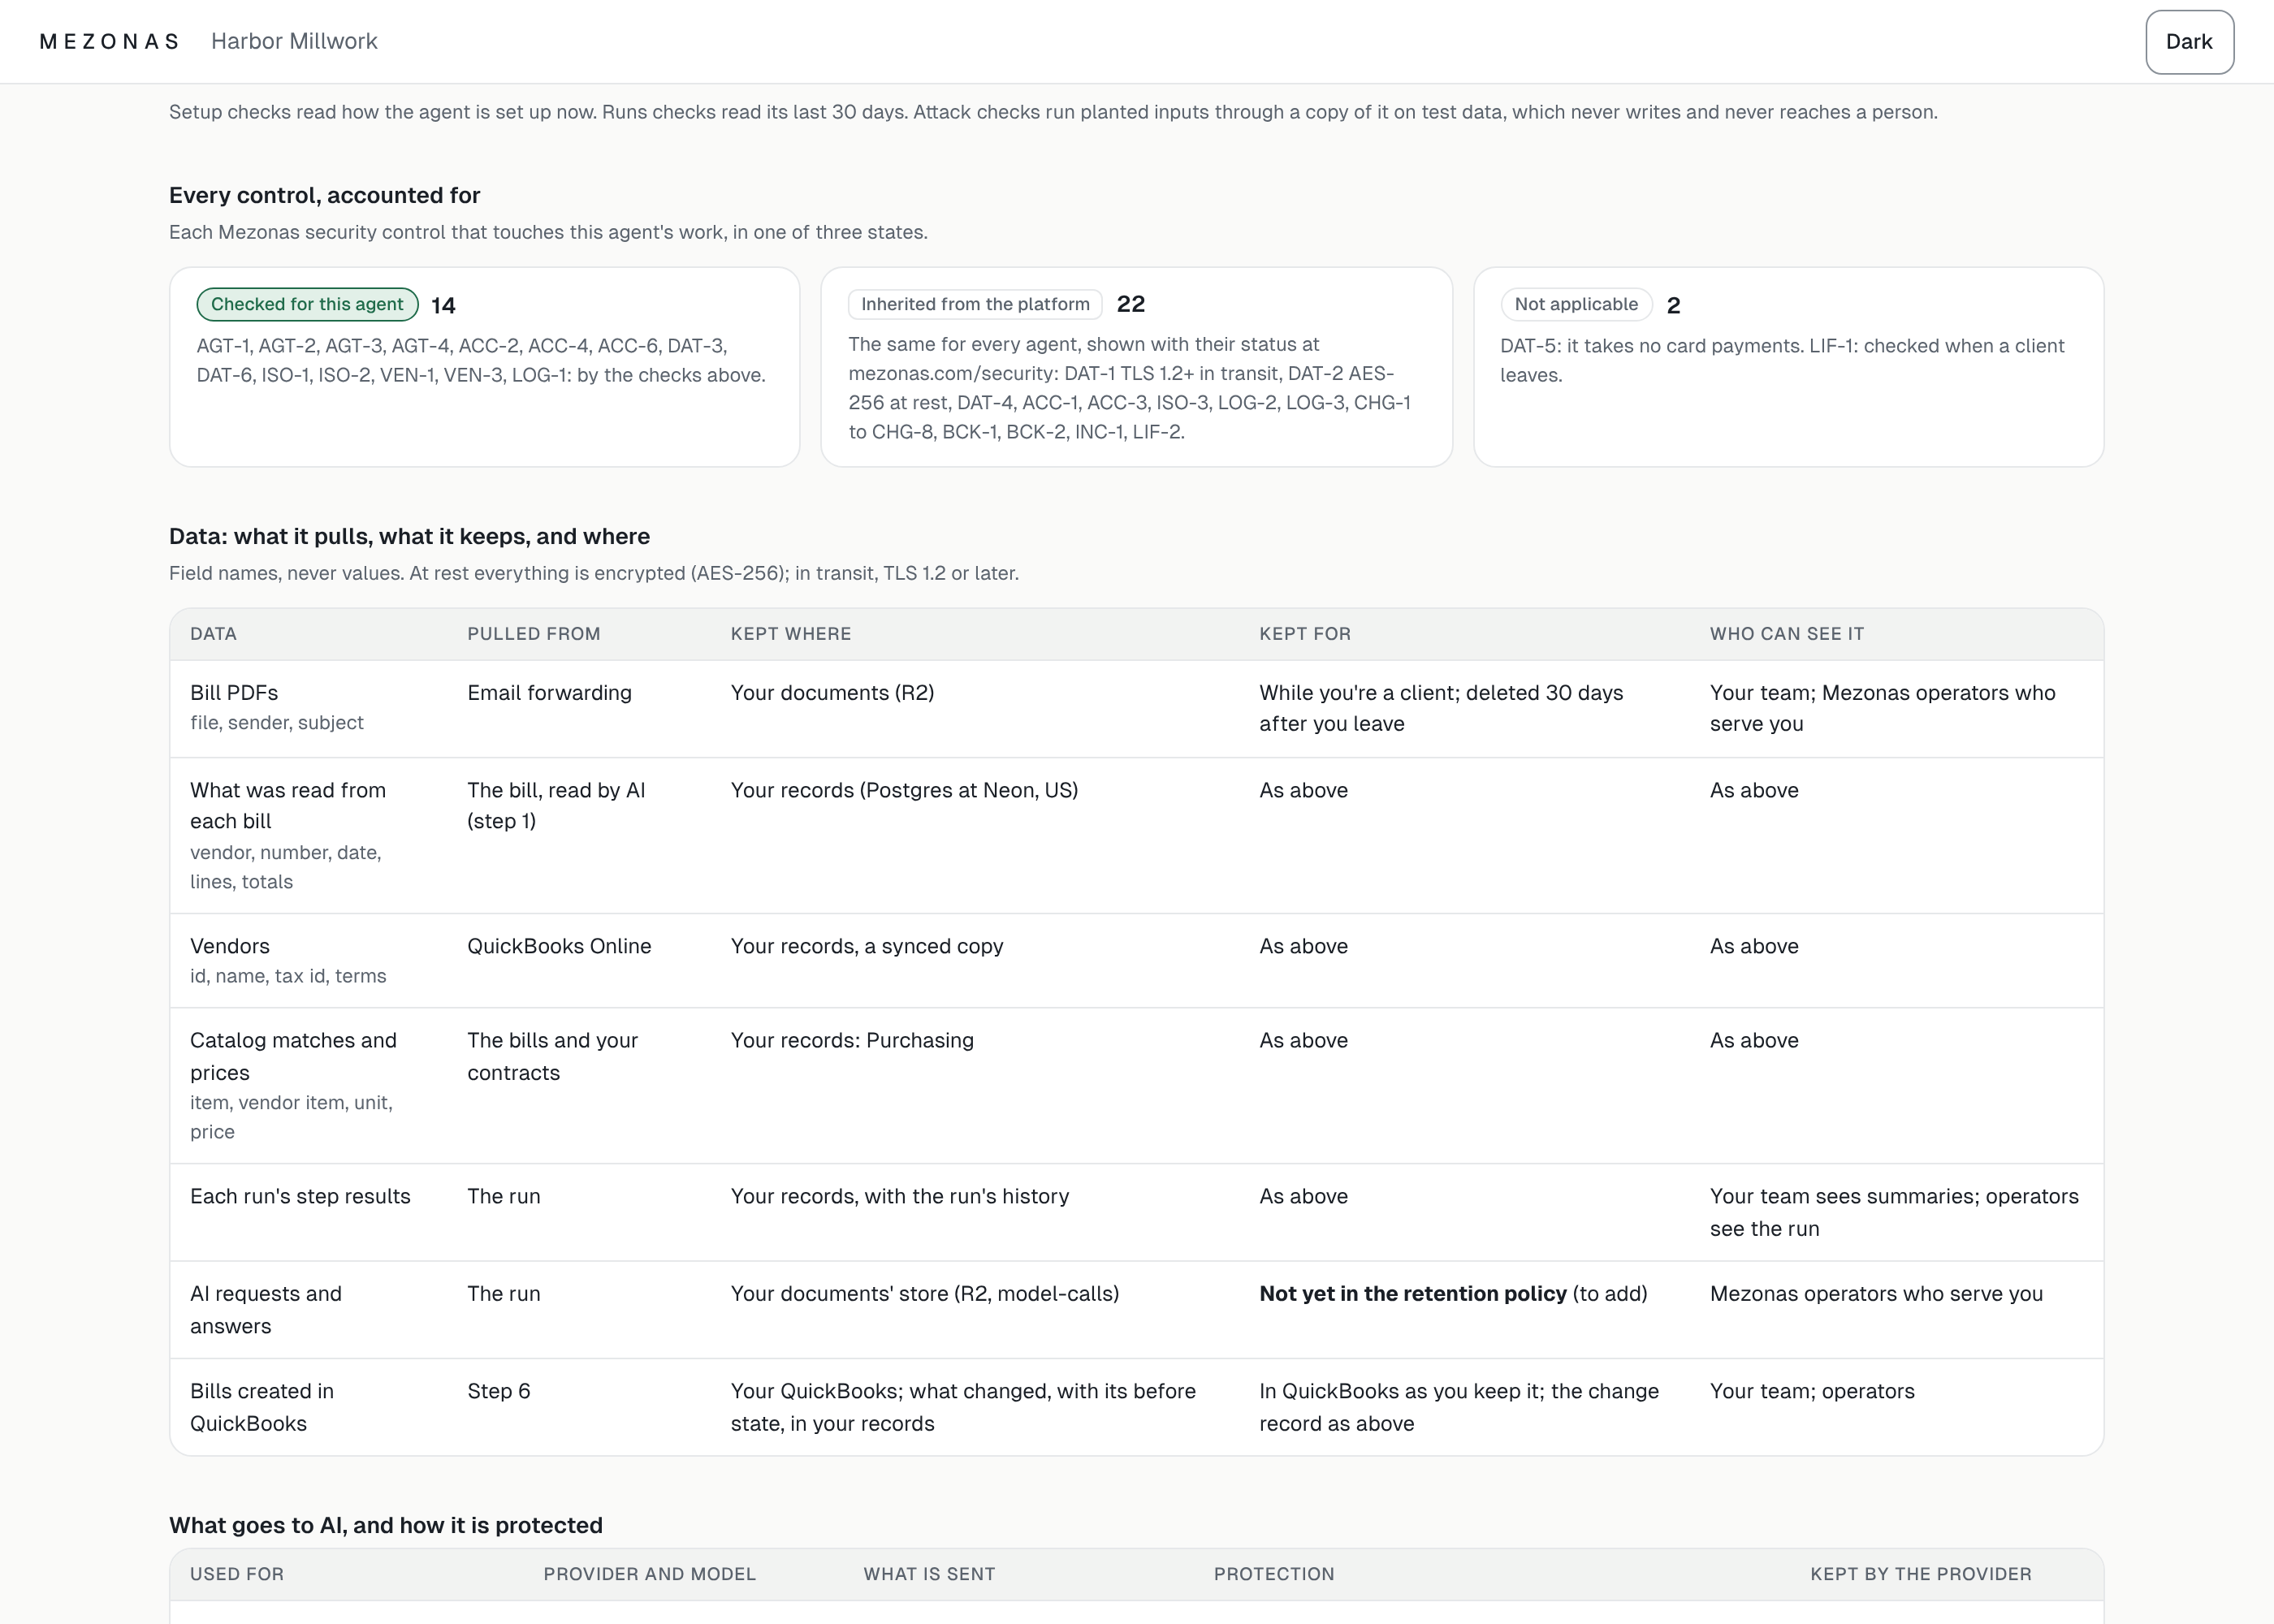 MEZONAS Harbor Millwork Dark
Setup checks read how the agent is set up now. Runs checks read its last 30 days. Attack checks run planted inputs through a copy of it on test data, which never writes and never reaches a person.
Every control, accounted for
Each Mezonas security control that touches this agent's work, in one of three states.
Checked for this agent 14
AGT-1, AGT-2, AGT-3, AGT-4, ACC-2, ACC-4, ACC-6, DAT-3,
DAT-6, ISO-1, ISO-2, VEN-1, VEN-3, LOG-1: by the checks above.
Inherited from the platform 22
The same for every agent, shown with their status at
mezonas.com/security: DAT-1 TLS 1.2+ in transit, DAT-2 AES-
256 at rest, DAT-4, ACC-1, ACC-3, ISO-3, LOG-2, LOG-3, CHG-1
to CHG-8, BCK-1, BCK-2, INC-1, LIF-2.
Not applicable 2
DAT-5: it takes no card payments. LIF-1: checked when a client
leaves.
Data: what it pulls, what it keeps, and where
Field names, never values. At rest everything is encrypted (AES-256); in transit, TLS 1.2 or later.
DATA PULLED FROM KEPT WHERE KEPT FOR WHO CAN SEE IT
Bill PDFs
file, sender, subject
Email forwarding
Your documents (R2)
While you're a client; deleted 30 days
after you leave
Your team; Mezonas operators who
serve you
What was read from
each bill
vendor, number, date,
lines, totals
The bill, read by AI
(step 1)
Your records (Postgres at Neon, US)
As above
As above
Vendors
id, name, tax id, terms
QuickBooks Online
Your records, a synced copy
As above
As above
Catalog matches and
prices
item, vendor item, unit,
price
The bills and your
contracts
Your records: Purchasing
As above
As above
Each run's step results
The run
Your records, with the run's history
As above
Your team sees summaries; operators
see the run
AI requests and
answers
The run
Your documents' store (R2, model-calls)
Not yet in the retention policy (to add)
Mezonas operators who serve you
Bills created in
QuickBooks
Step 6
Your QuickBooks; what changed, with its before
state, in your records
In QuickBooks as you keep it; the change
record as above
Your team; operators
What goes to AI, and how it is protected
USED FOR PROVIDER AND MODEL WHAT IS SENT PROTECTION KEPT BY THE PROVIDER